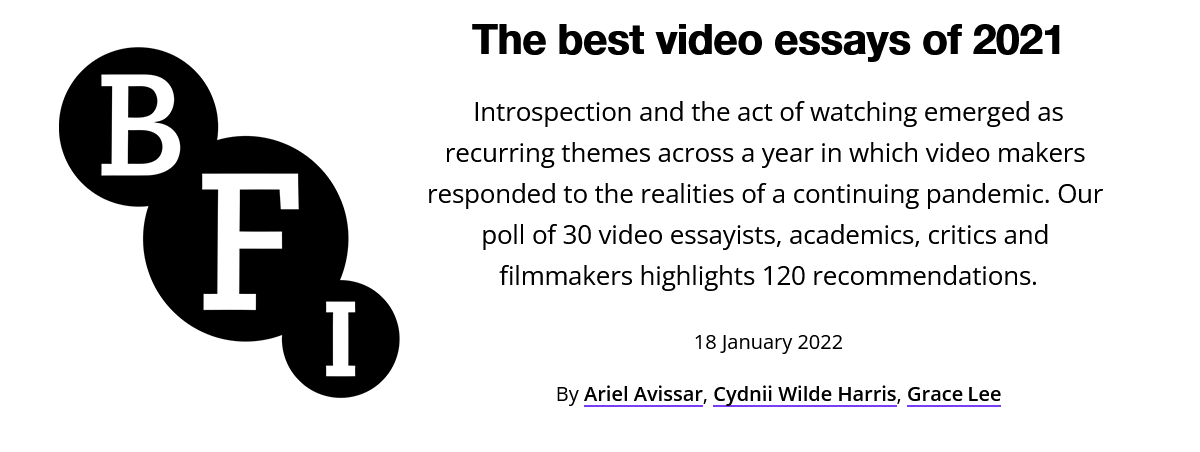 BFI
The best video essays of 2021
Introspection and the act of watching emerged as
recurring themes across a year in which video makers
responded to the realities of a continuing pandemic. Our
poll of 30 video essayists, academics, critics and
filmmakers highlights 120 recommendations.
18 January 2022
By Ariel Avissar, Cydnii Wilde Harris, Grace Lee